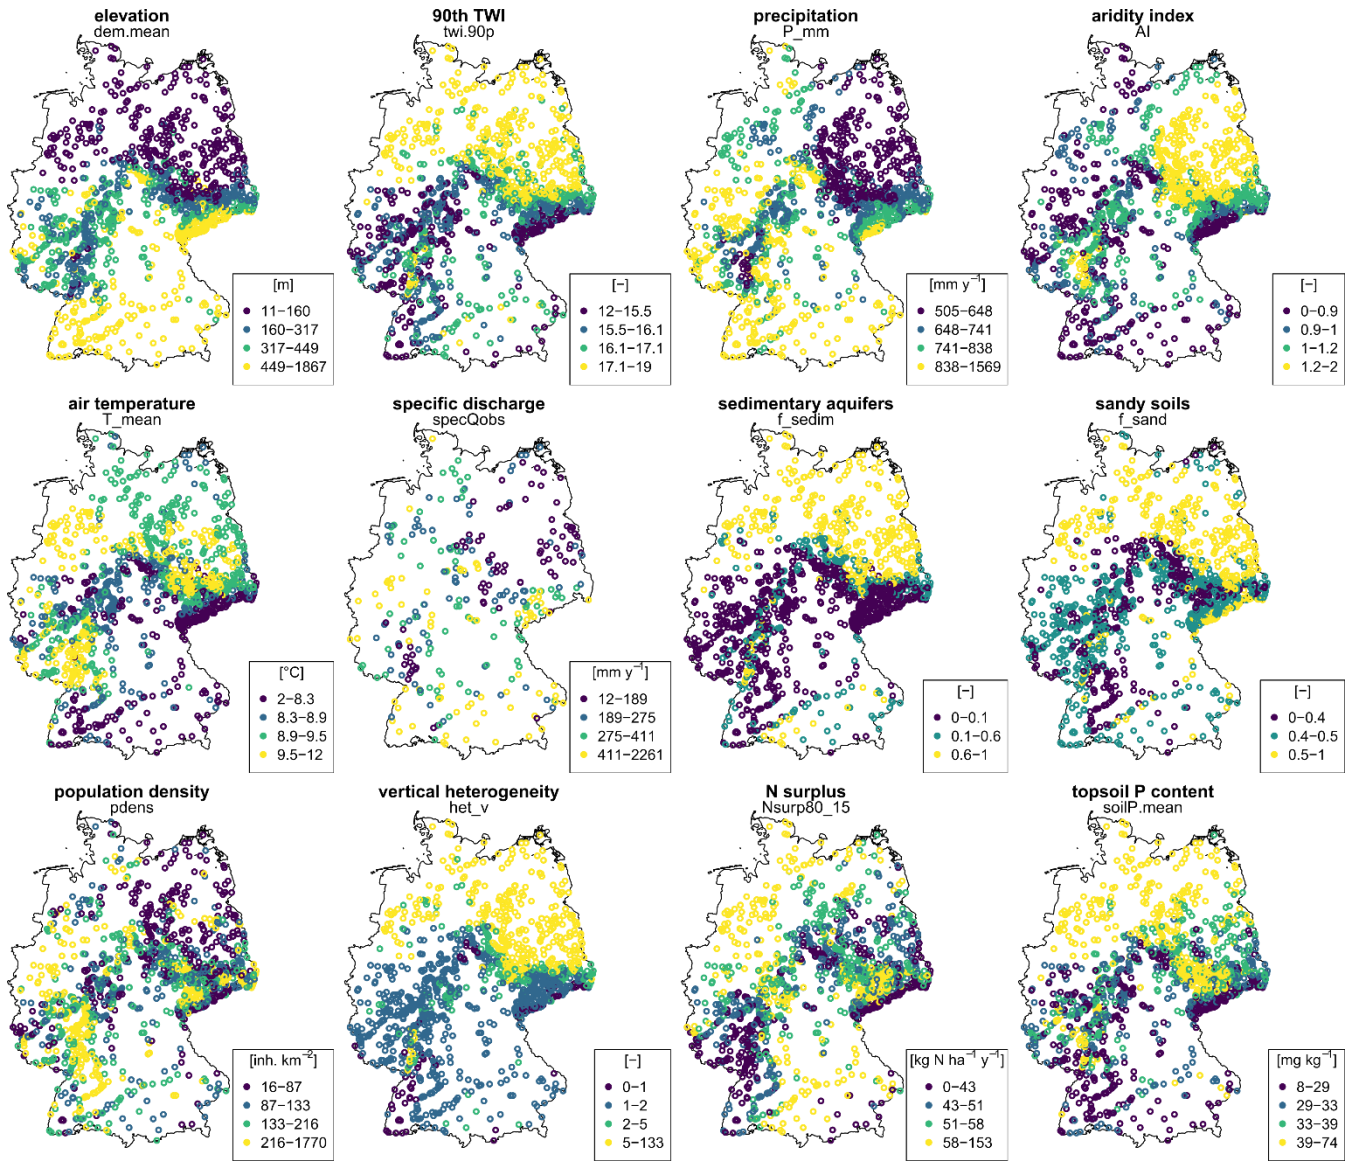 elevation
dem.mean
[m]
11−160
160−317
317−449
449−1867
90th TWI
twi.90p
[−]
12−15.5
15.5−16.1
16.1−17.1
17.1−19
precipitation
P_mm
[mm y⁻¹]
505−648
648−741
741−838
838−1569
aridity index
AI
[−]
0−0.9
0.9−1
1−1.2
1.2−2
air temperature
T_mean
[°C]
2−8.3
8.3−8.9
8.9−9.5
9.5−12
specific discharge
specQobs
[mm y⁻¹]
12−189
189−275
275−411
411−2261
sedimentary aquifers
f_sedim
[−]
0−0.1
0.1−0.6
0.6−1
sandy soils
f_sand
[−]
0−0.4
0.4−0.5
0.5−1
population density
pdens
[inh. km⁻²]
16−87
87−133
133−216
216−1770
vertical heterogeneity
het_v
[−]
0−1
1−2
2−5
5−133
N surplus
Nsurp80_15
[kg N ha⁻¹ y⁻¹]
0−43
43−51
51−58
58−153
topsoil P content
soilP.mean
[mg kg⁻¹]
8−29
29−33
33−39
39−74